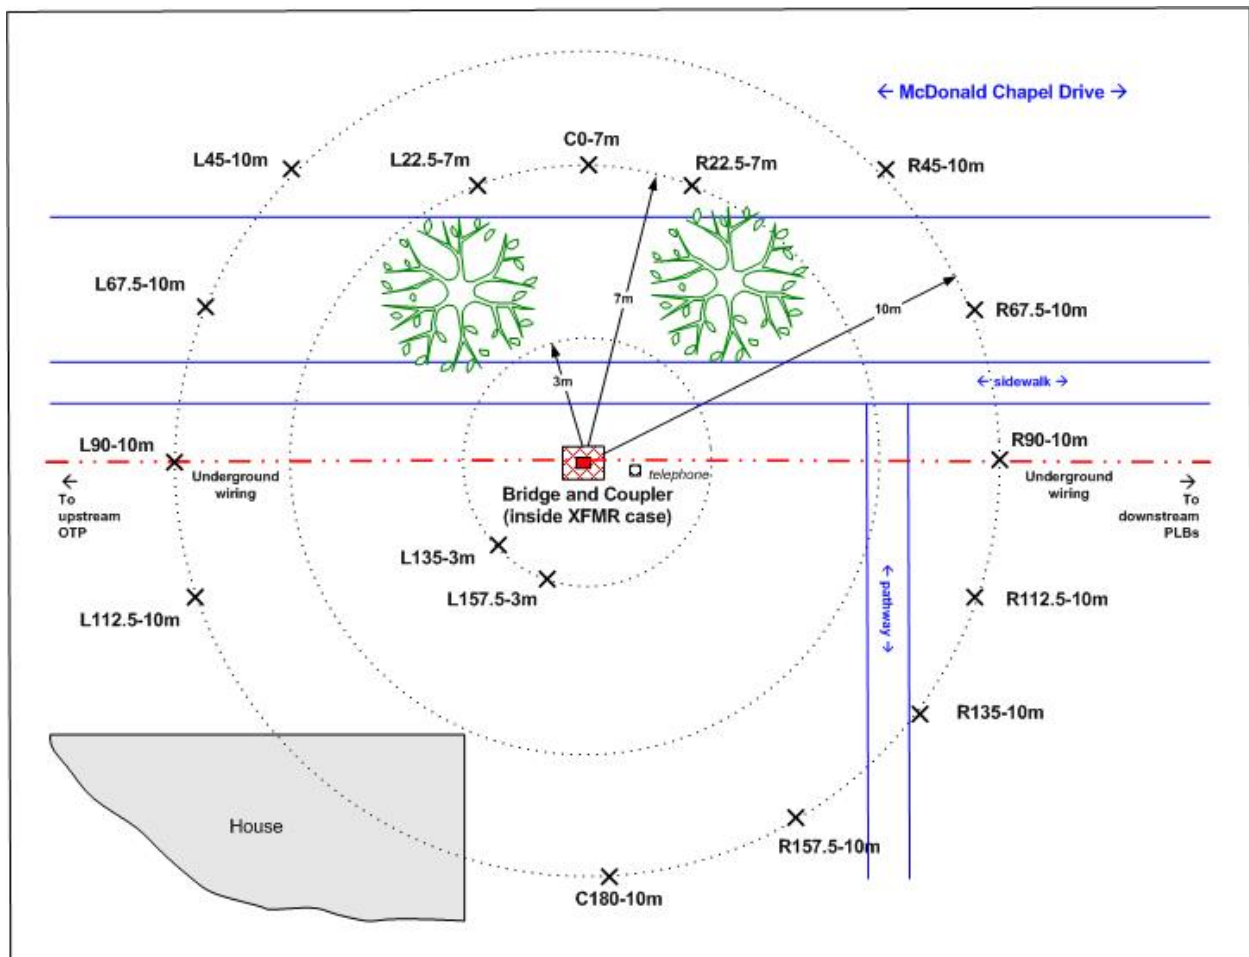 ← McDonald Chapel Drive →
C0-7m
L45-10m
L22.5-7m
R22.5-7m
R45-10m
L67.5-10m
7m
10m
R67.5-10m
3m
← sidewalk →
L90-10m
R90-10m
Underground
wiring
telephone
Underground
wiring
←
To
upstream
OTP
Bridge and Coupler
(inside XFMR case)
→
To
downstream
PLBs
L135-3m
L157.5-3m
← pathway →
L112.5-10m
R112.5-10m
R135-10m
House
R157.5-10m
C180-10m